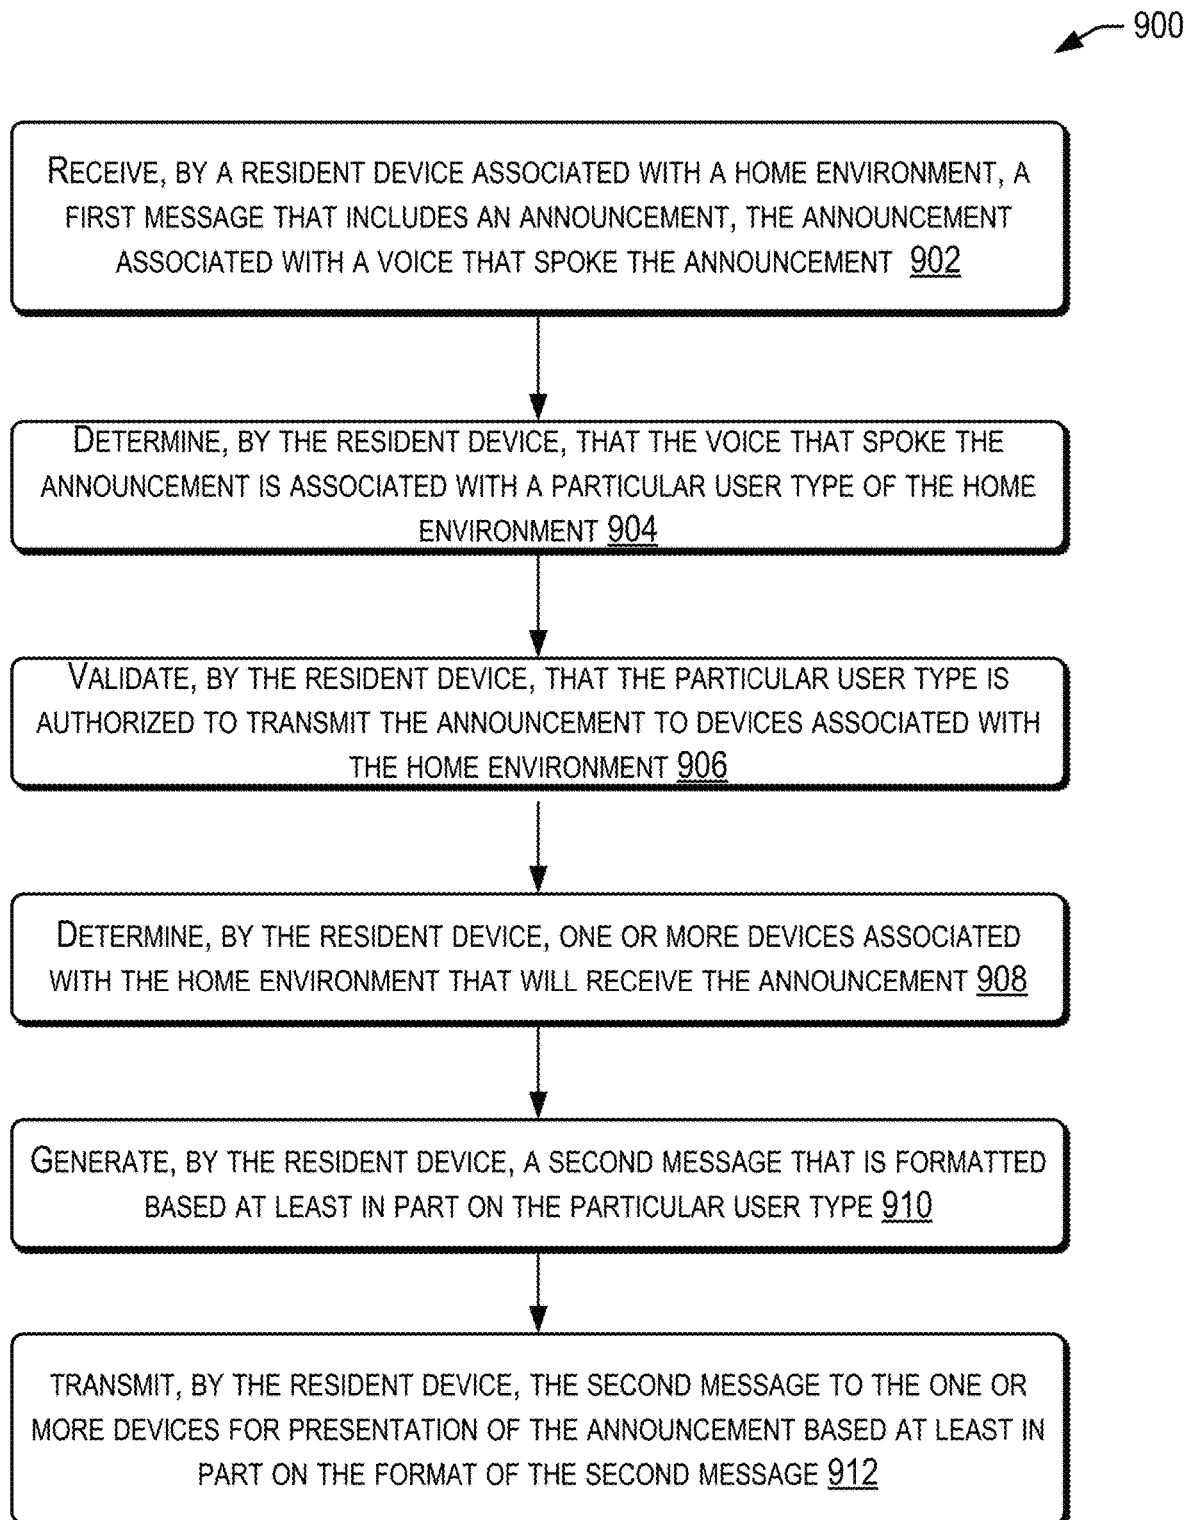 900
RECEIVE, BY A RESIDENT DEVICE ASSOCIATED WITH A HOME ENVIRONMENT, A
FIRST MESSAGE THAT INCLUDES AN ANNOUNCEMENT, THE ANNOUNCEMENT
ASSOCIATED WITH A VOICE THAT SPOKE THE ANNOUNCEMENT 902
DETERMINE, BY THE RESIDENT DEVICE, THAT THE VOICE THAT SPOKE THE
ANNOUNCEMENT IS ASSOCIATED WITH A PARTICULAR USER TYPE OF THE HOME
ENVIRONMENT 904
VALIDATE, BY THE RESIDENT DEVICE, THAT THE PARTICULAR USER TYPE IS
AUTHORIZED TO TRANSMIT THE ANNOUNCEMENT TO DEVICES ASSOCIATED WITH
THE HOME ENVIRONMENT 906
DETERMINE, BY THE RESIDENT DEVICE, ONE OR MORE DEVICES ASSOCIATED
WITH THE HOME ENVIRONMENT THAT WILL RECEIVE THE ANNOUNCEMENT 908
GENERATE, BY THE RESIDENT DEVICE, A SECOND MESSAGE THAT IS FORMATTED
BASED AT LEAST IN PART ON THE PARTICULAR USER TYPE 910
TRANSMIT, BY THE RESIDENT DEVICE, THE SECOND MESSAGE TO THE ONE OR
MORE DEVICES FOR PRESENTATION OF THE ANNOUNCEMENT BASED AT LEAST IN
PART ON THE FORMAT OF THE SECOND MESSAGE 912